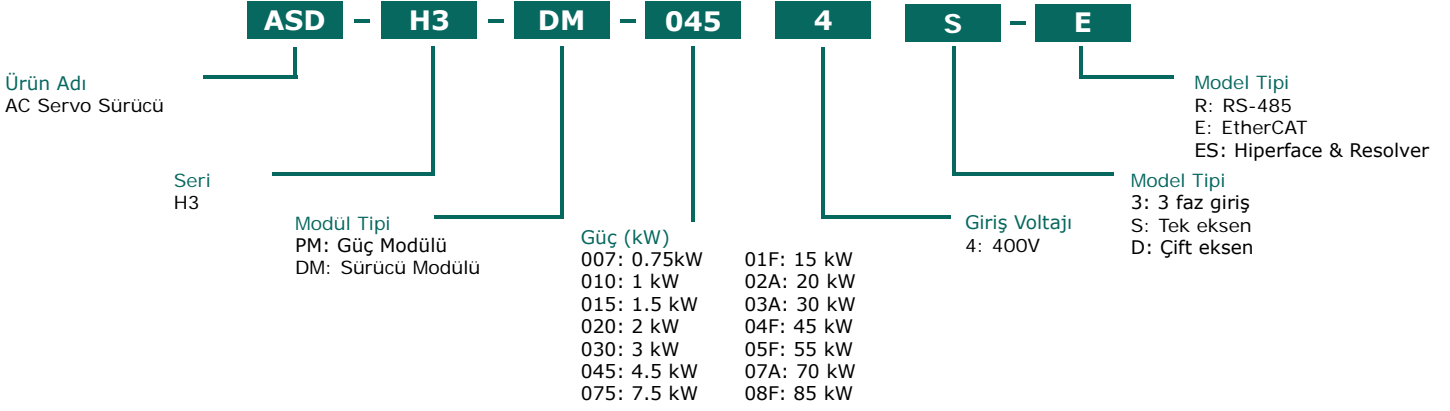 ASD - H3 - DM - 045 4 S - E
Ürün Adı
AC Servo Sürücü
Seri
H3
Modül Tipi
PM: Güç Modülü
DM: Sürücü Modülü
Güç (kW)
007: 0.75kW 01F: 15 kW
010: 1 kW 02A: 20 kW
015: 1.5 kW 03A: 30 kW
020: 2 kW 04F: 45 kW
030: 3 kW 05F: 55 kW
045: 4.5 kW 07A: 70 kW
075: 7.5 kW 08F: 85 kW
Giriş Voltajı
4: 400V
Model Tipi
3: 3 faz giriş
S: Tek eksen
D: Çift eksen
Model Tipi
R: RS-485
E: EtherCAT
ES: Hiperface & Resolver